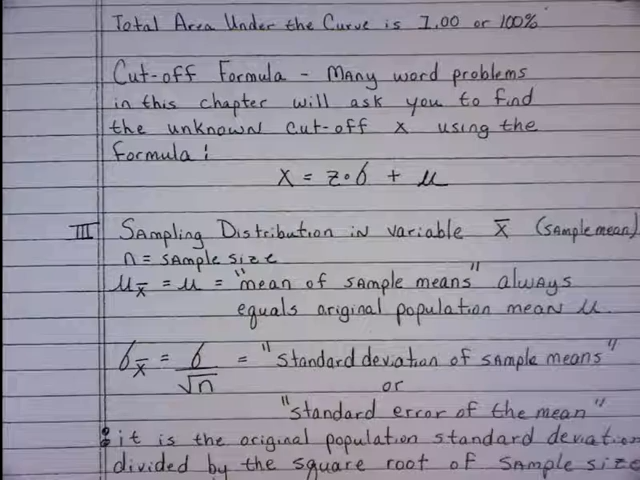 Total Area Under the Curve is 1.00 or 100%
Cut-off Formula - Many word problems
in this chapter will ask you to find
the unknown cut-off x using the
formula:
x = z•σ + μ
III Sampling Distribution in variable x̄ (sample mean)
n = sample size
μx̄ = μ = "mean of sample means" always
equals original population mean μ.
σx̄ = σ/√n = "standard deviation of sample means"
or
"standard error of the mean"
: it is the original population standard deviation
divided by the square root of sample size